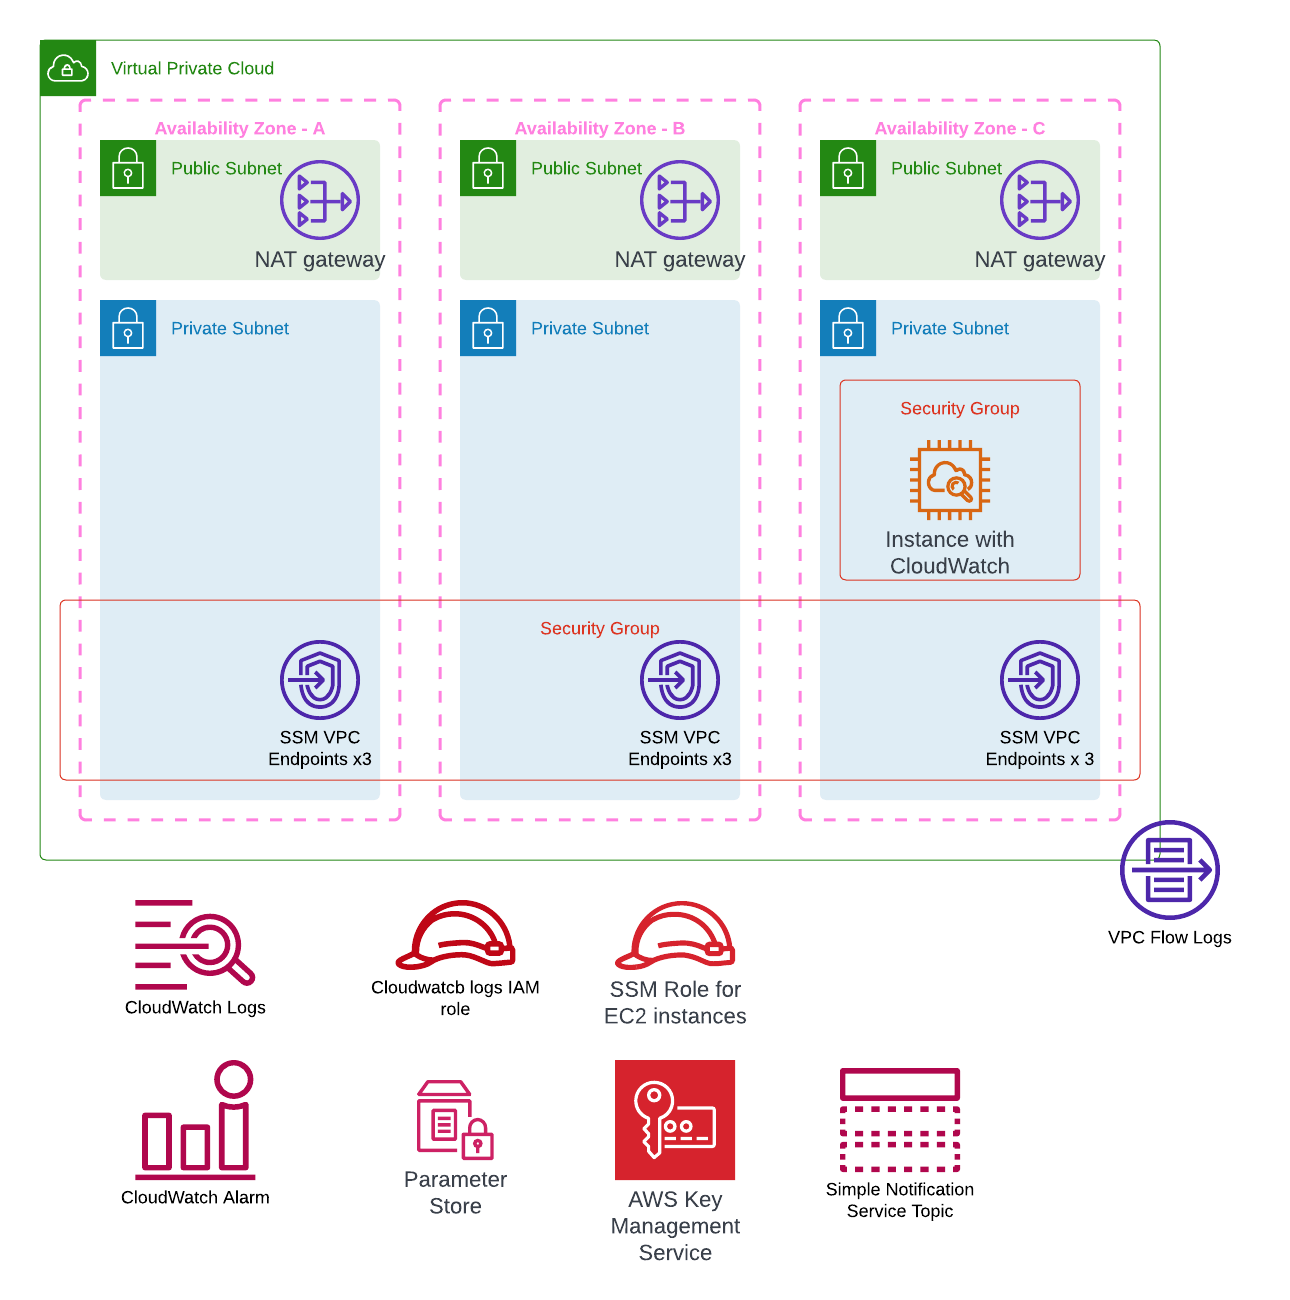 Virtual Private Cloud
Availability Zone - A
Availability Zone - B
Availability Zone - C
Public Subnet
Public Subnet
Public Subnet
NAT gateway
NAT gateway
NAT gateway
Private Subnet
Private Subnet
Private Subnet
Security Group
Instance with
CloudWatch
Security Group
SSM VPC
Endpoints x3
SSM VPC
Endpoints x3
SSM VPC
Endpoints x 3
VPC Flow Logs
CloudWatch Logs
Cloudwatcb logs IAM
role
SSM Role for
EC2 instances
CloudWatch Alarm
Parameter
Store
AWS Key
Management
Service
Simple Notification
Service Topic